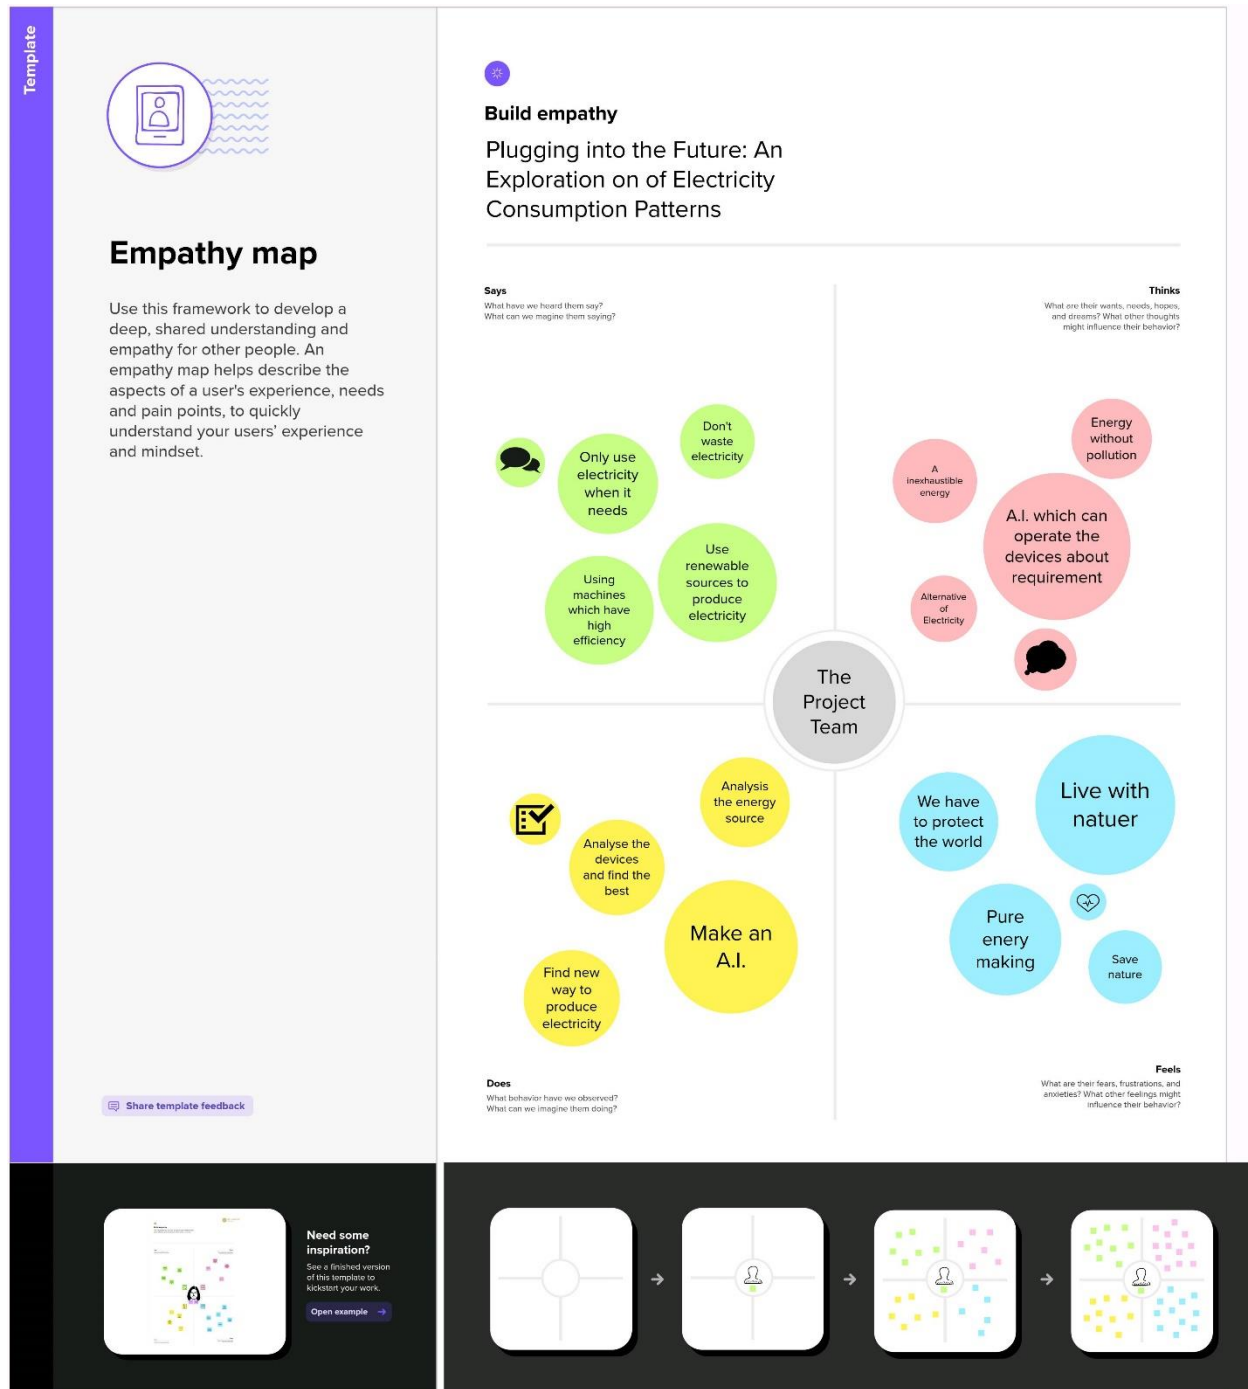 Template
Empathy map
Use this framework to develop a
deep, shared understanding and
empathy for other people. An
empathy map helps describe the
aspects of a user's experience, needs
and pain points, to quickly
understand your users' experience
and mindset.
Share template feedback
Build empathy
Plugging into the Future: An
Exploration on of Electricity
Consumption Patterns
Says
What have we heard them say?
What can we magine them saying?
Thinks
What are their wants, needs, hopes,
and dreams? What other thoughts
might influence their behavior?
Only use
electricity
when it
needs
Don't
waste
electricity
Using
machines
which have
high
efficiency
Use
renewable
sources to
produce
electricity
A
inexhaustible
energy
Energy
without
pollution
A.I. which can
operate the
devices about
requirement
Alternative
of
Electricity
The
Project
Team
Analysis
the energy
source
Analyse the
devices
and find the
best
Make an
A.I.
Find new
way to
produce
electricity
We have
to protect
the world
Live with
natuer
Pure
enery
making
Save
nature
Does
What behavior have we observed?
What can we imagine them doing?
Feels
What are their fears, frustrations, and
anxieties? What other feelings might
influence their behavior?
Need some
inspiration?
See a finished version
of this template to
kickstart your work.
Open example